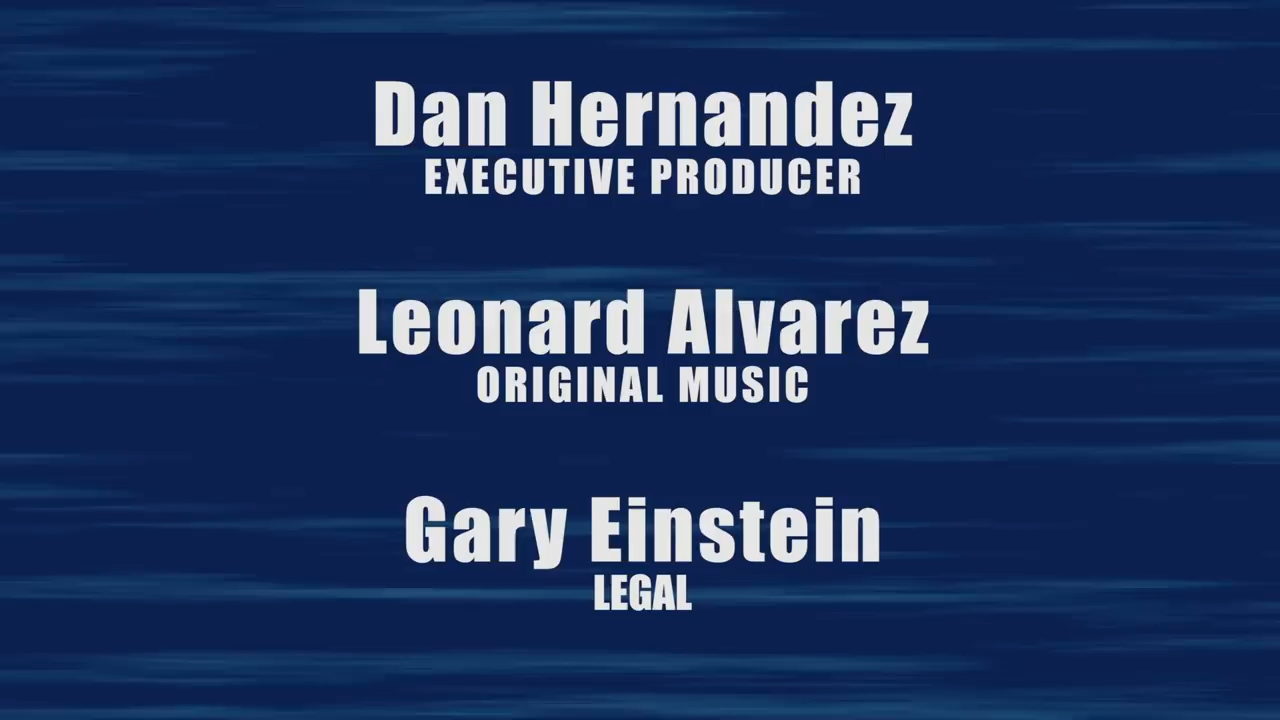 Dan Hernandez
EXECUTIVE PRODUCER
Leonard Alvarez
ORIGINAL MUSIC
Gary Einstein
LEGAL